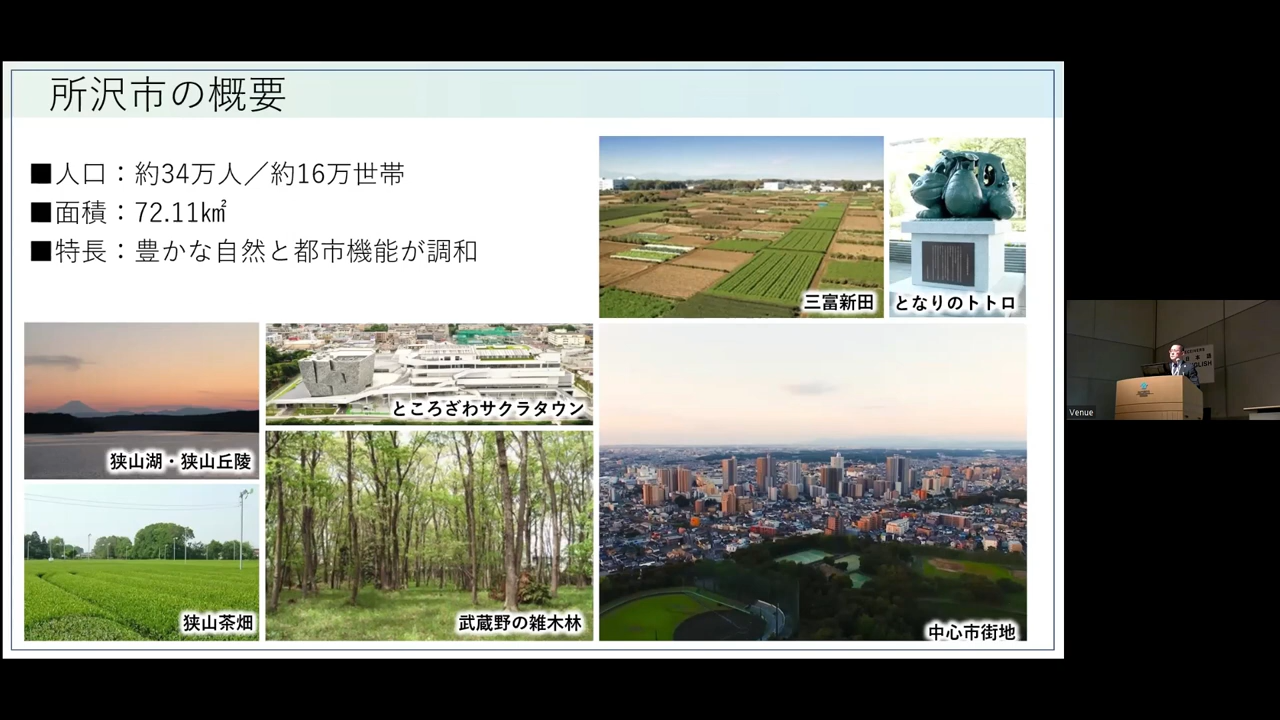 所沢市の概要
■人口：約34万人／約16万世帯
■面積：72.11㎢
■特長：豊かな自然と都市機能が調和
三富新田
となりのトトロ
狭山湖・狭山丘陵
ところざわサクラタウン
狭山茶畑
武蔵野の雑木林
中心市街地
Venue